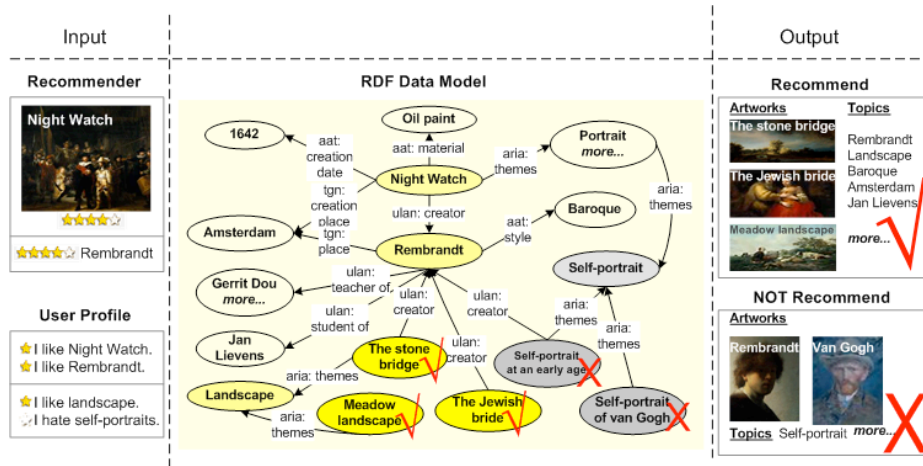 Input
Recommender
Night Watch
Rembrandt
User Profile
I like Night Watch.
I like Rembrandt.
I like landscape.
I hate self-portraits.
RDF Data Model
Oil paint
1642
Portrait
more...
aat:
creation
date
aat: material
aria:
themes
Night Watch
tgn:
creation
place
ulan: creator
aat:
style
Baroque
aria:
themes
Amsterdam
tgn:
place
Rembrandt
Self-portrait
Gerrit Dou
more...
ulan:
teacher of
ulan:
creator
ulan:
creator
aria:
themes
Jan
Lievens
ulan:
student of
ulan:
creator
aria:
themes
The stone
bridge
Self-portrait
at an early age
aria: themes
Landscape
Meadow
landscape
The Jewish
bride
Self-portrait
of van Gogh
aria:
themes
Output
Recommend
Artworks
The stone bridge
The Jewish bride
Meadow landscape
Topics
Rembrandt
Landscape
Baroque
Amsterdam
Jan Lievens
more...
NOT Recommend
Artworks
Rembrandt
Van Gogh
Topics Self-portrait more...